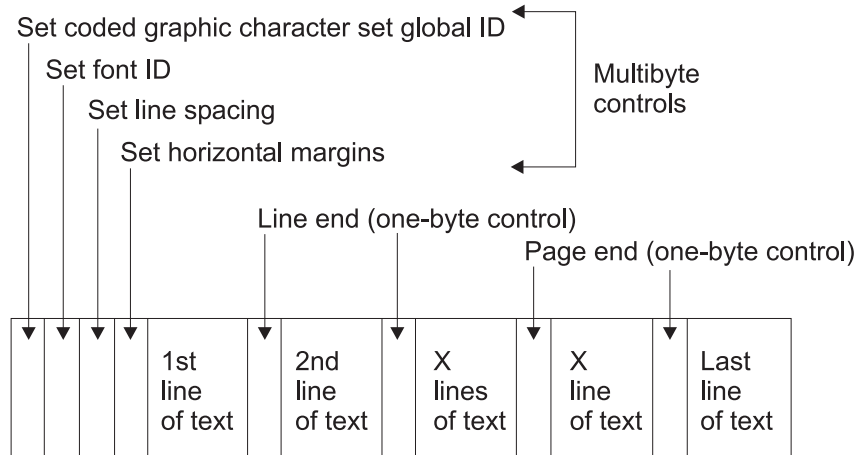 Set coded graphic character set global ID
Set font ID
Set line spacing
Set horizontal margins
Multibyte
controls
Line end (one-byte control)
Page end (one-byte control)
1st
line
of text
2nd
line
of text
X
lines
of text
X
line
of text
Last
line
of text